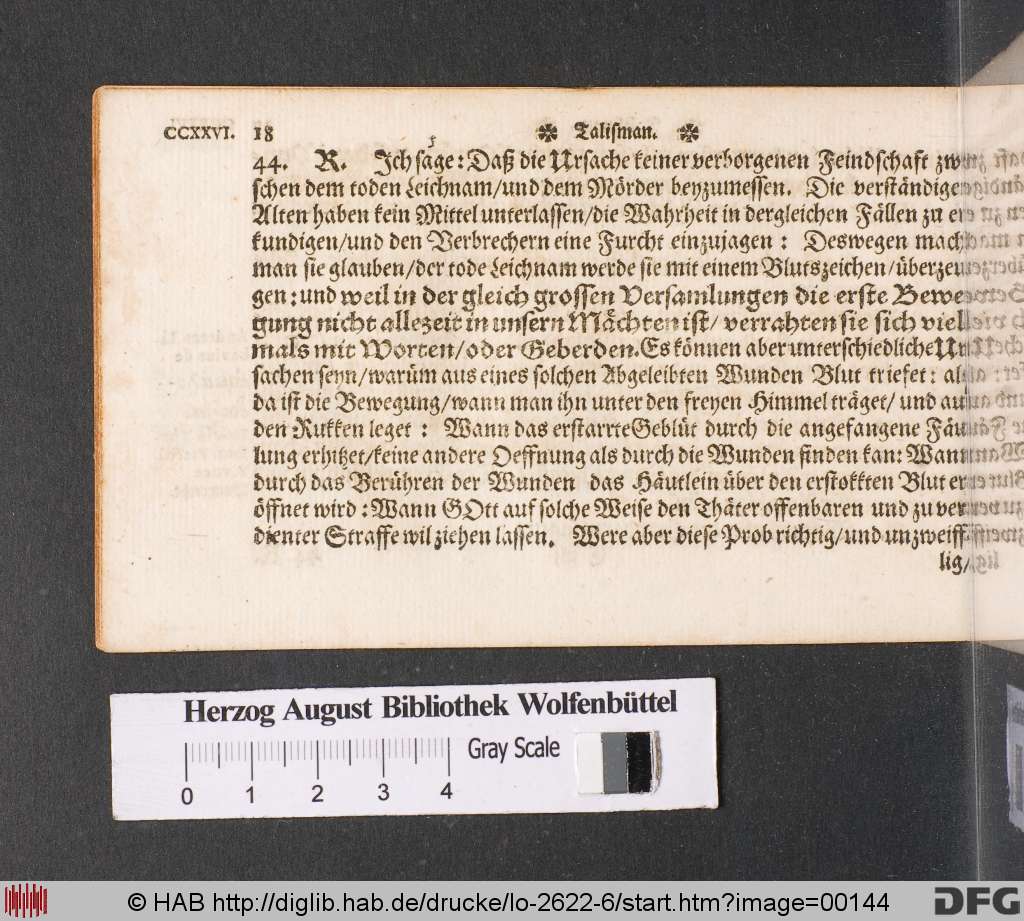 CCXXVI. 18 Talisman.
44. R. Ich sage: Daß die Ursache keiner verborgenen Feindschaft zwi
schen dem toden Leichnam/und dem Mörder beyzumessen. Die verständigen
Alten haben kein Mittel unterlassen/die Wahrheit in dergleichen Fällen zu er
kundigen/und den Verbrechern eine Furcht einzujagen: Deswegen mach
man sie glauben/der tode Leichnam werde sie mit einem Blutszeichen/überzeu
gen: und weil in der gleich grossen Versamlungen die erste Bewe
gung nicht allezeit in unsern Mächten ist/ verrahten sie sich viel
mals mit Worten/oder Geberden. Es können aber unterschiedliche Ur
sachen seyn/warüm aus eines solchen Abgeleibten Wunden Blut triefet: als
da ist die Bewegung/wann man ihn unter den freyen Himmel träget/ und auf
den Rukken leget: Wann das erstarrte Geblüt durch die angefangene Fäu
lung erhitzet/keine andere Oeffnung als durch die Wunden finden kan: Wann
durch das Berühren der Wunden das Häutlein über den erstokkten Blut er
öffnet wird: Wann GOtt auf solche Weise den Thäter offenbaren und zu ver
dienter Straffe wil ziehen lassen. Were aber diese Prob richtig/und unzweiff
lig/
Herzog August Bibliothek Wolfenbüttel
Gray Scale
0 1 2 3 4
© HAB http://diglib.hab.de/drucke/lo-2622-6/start.htm?image=00144
DFG